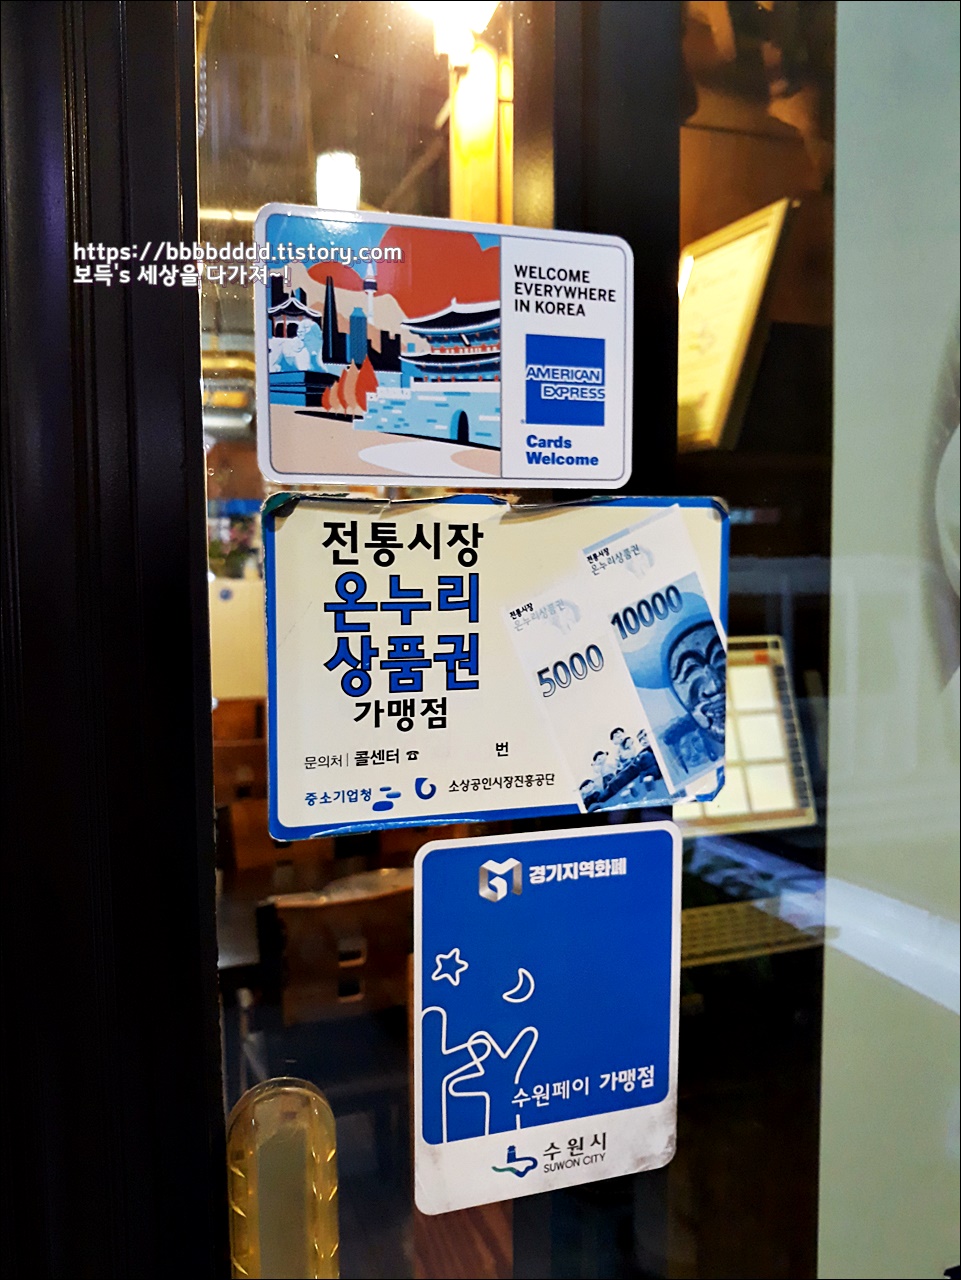 https://bbbbdddd.tistory.com
보득's 세상을 다가져~!
WELCOME
EVERYWHERE
IN KOREA
AMERICAN
EXPRESS
Cards
Welcome
전통시장
온누리
상품권
가맹점
전통시장
온누리상품권
10000
전통시장
온누리상품권
5000
문의처| 콜센터 ☎ 번
중소기업청 소상공인시장진흥공단
경기지역화폐
수원페이 가맹점
수원시
SUWON CITY